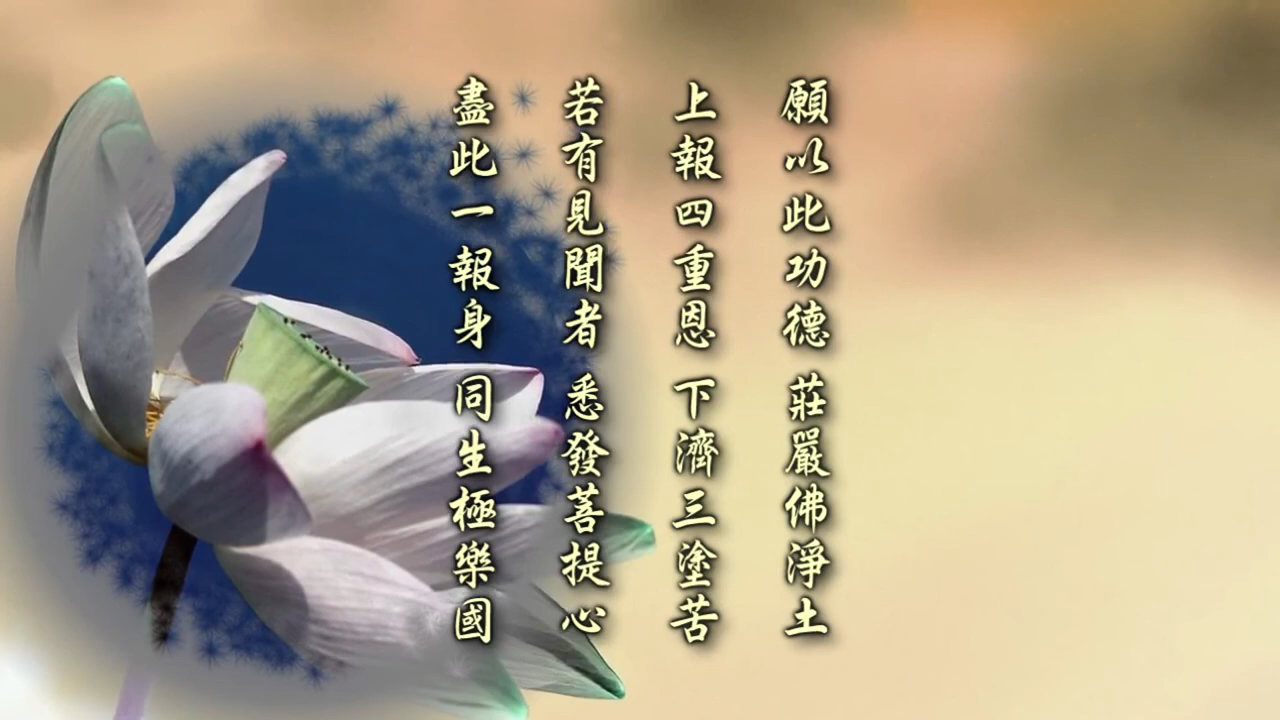 願以此功德 莊嚴佛淨土
上報四重恩 下濟三塗苦
若有見聞者 悉發菩提心
盡此一報身 同生極樂國